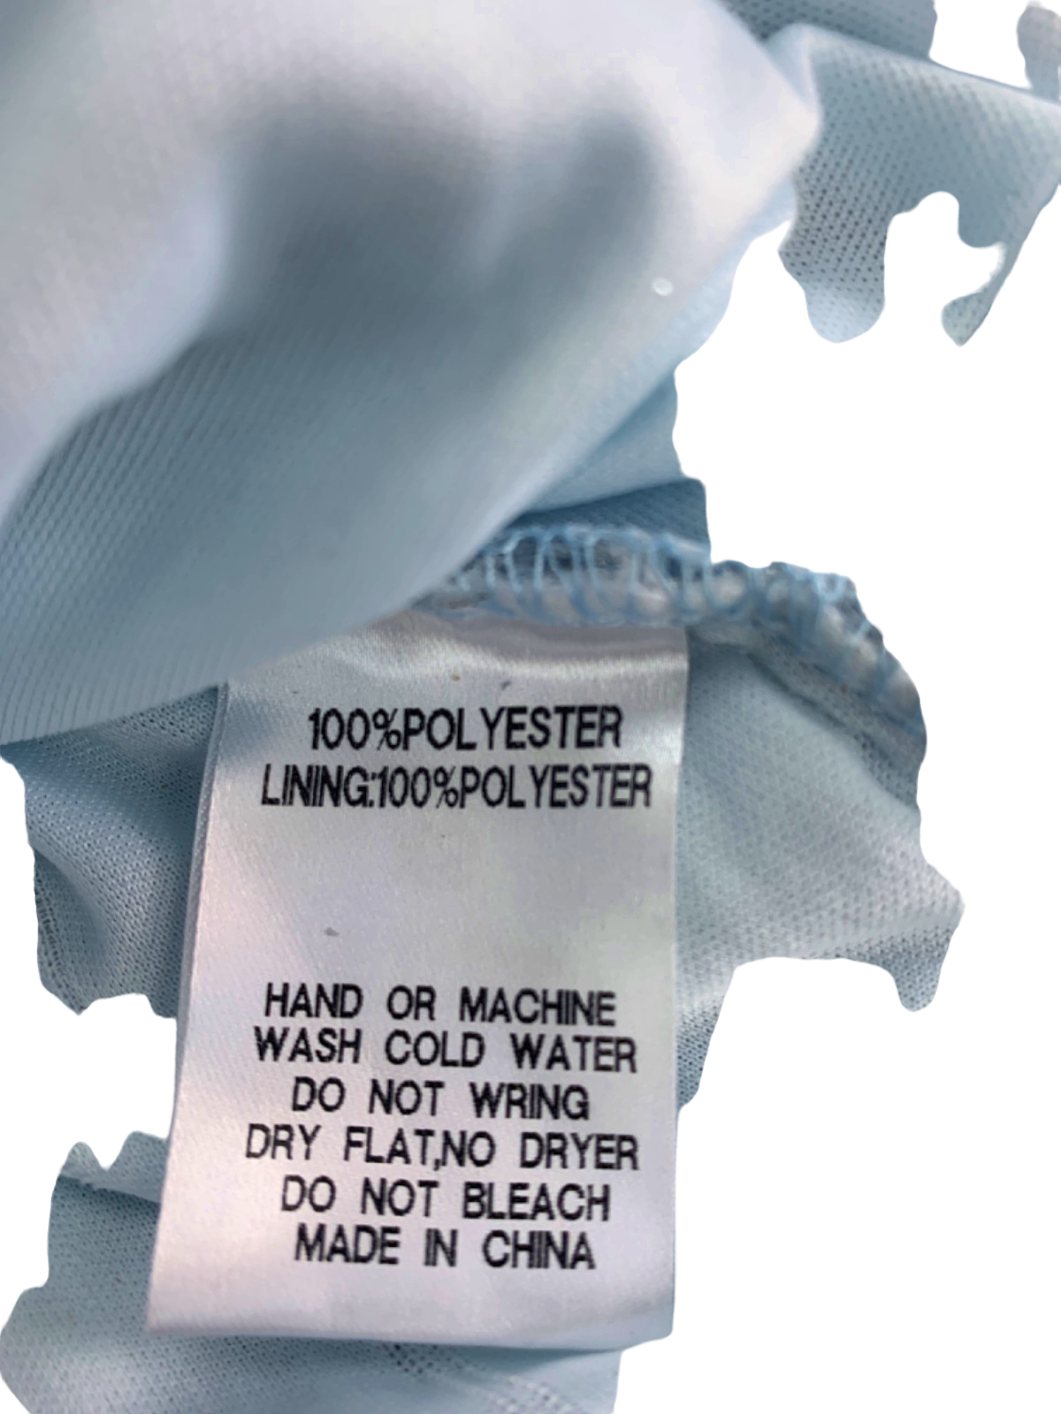 100%POLYESTER
LINING:100%POLYESTER
HAND OR MACHINE
WASH COLD WATER
DO NOT WRING
DRY FLAT,NO DRYER
DO NOT BLEACH
MADE IN CHINA